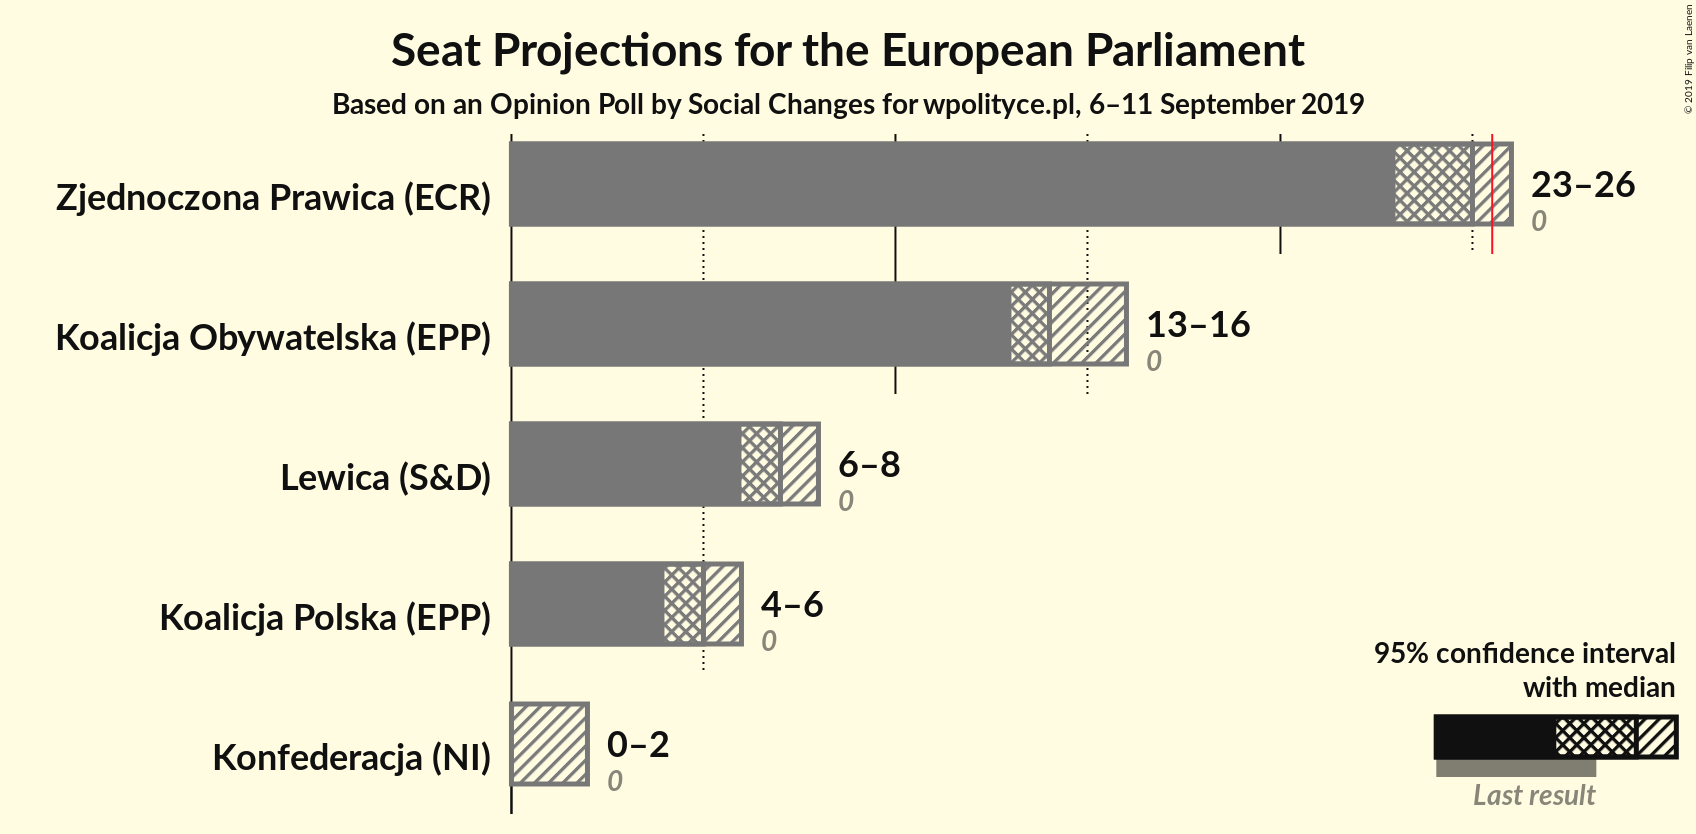 Seat Projections for the European Parliament
Based on an Opinion Poll by Social Changes for wpolityce.pl, 6–11 September 2019
© 2019 Filip van Laenen
Zjednoczona Prawica (ECR)
23–26
0
Koalicja Obywatelska (EPP)
13–16
0
Lewica (S&D)
6–8
0
Koalicja Polska (EPP)
4–6
0
Konfederacja (NI)
0–2
0
95% confidence interval
with median
Last result